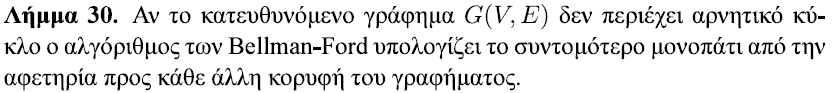 Λήμμα 30. Αν το κατευθυνόμενο γράφημα G(V, E) δεν περιέχει αρνητικό κύ-
κλο ο αλγόριθμος των Bellman-Ford υπολογίζει το συντομότερο μονοπάτι από την
αφετηρία προς κάθε άλλη κορυφή του γραφήματος.